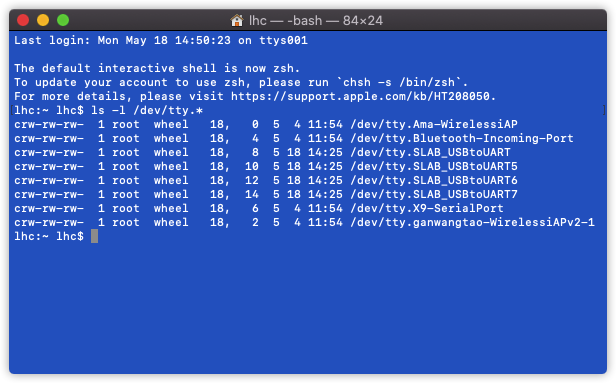 lhc — -bash — 84×24
Last login: Mon May 18 14:50:23 on ttys001
The default interactive shell is now zsh.
To update your account to use zsh, please run `chsh -s /bin/zsh`.
For more details, please visit https://support.apple.com/kb/HT208050.
lhc:~ lhc$ ls -l /dev/tty.*
crw-rw-rw-  1 root  wheel   18,   0  5  4 11:54 /dev/tty.Ama-WirelessiAP
crw-rw-rw-  1 root  wheel   18,   4  5  4 11:54 /dev/tty.Bluetooth-Incoming-Port
crw-rw-rw-  1 root  wheel   18,   8  5 18 14:25 /dev/tty.SLAB_USBtoUART
crw-rw-rw-  1 root  wheel   18,  10  5 18 14:25 /dev/tty.SLAB_USBtoUART5
crw-rw-rw-  1 root  wheel   18,  12  5 18 14:25 /dev/tty.SLAB_USBtoUART6
crw-rw-rw-  1 root  wheel   18,  14  5 18 14:25 /dev/tty.SLAB_USBtoUART7
crw-rw-rw-  1 root  wheel   18,   6  5  4 11:54 /dev/tty.X9-SerialPort
crw-rw-rw-  1 root  wheel   18,   2  5  4 11:54 /dev/tty.ganwangtao-WirelessiAPv2-1
lhc:~ lhc$